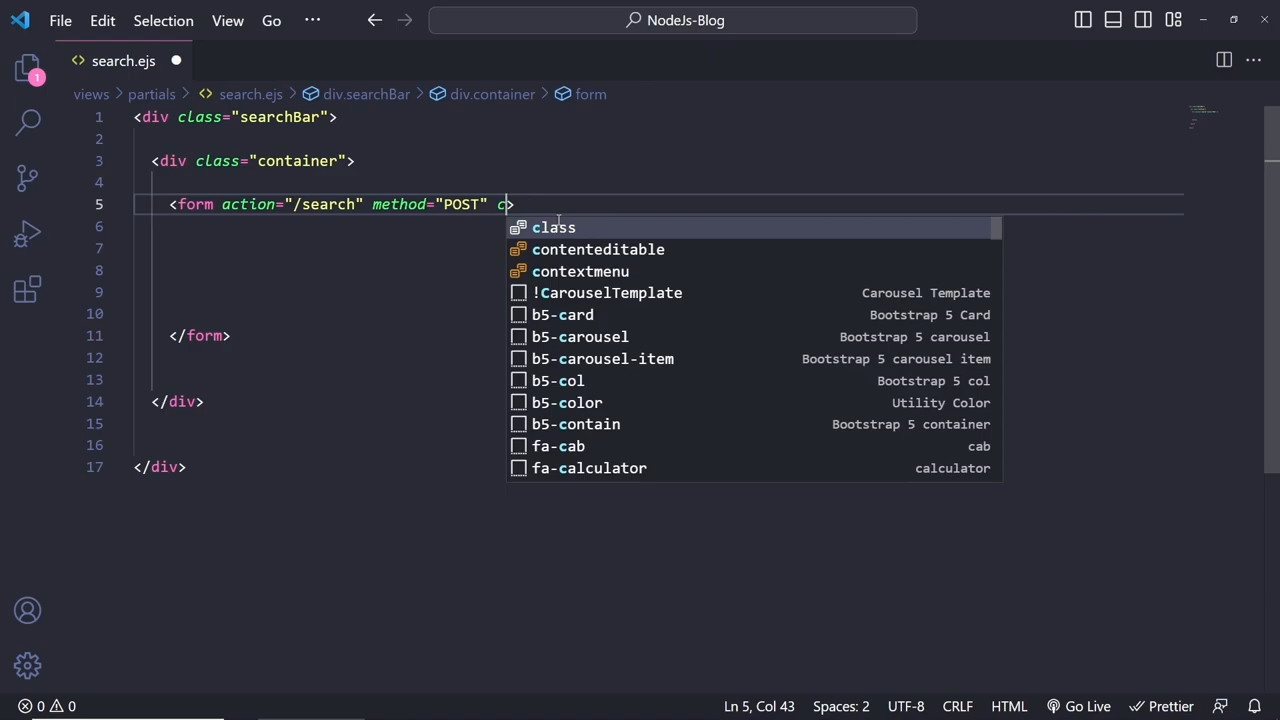 File Edit Selection View Go ··· NodeJs-Blog
search.ejs
1
views > partials > search.ejs > div.searchBar > div.container > form
1 <div class="searchBar">
2
3 <div class="container">
4
5 <form action="/search" method="POST" c>
6 class
7 contenteditable
8 contextmenu
9 !CarouselTemplate Carousel Template
10 b5-card Bootstrap 5 Card
11 </form> b5-carousel Bootstrap 5 carousel
12 b5-carousel-item Bootstrap 5 carousel item
13 b5-col Bootstrap 5 col
14 </div> b5-color Utility Color
15 b5-contain Bootstrap 5 container
16 fa-cab cab
17 </div> fa-calculator calculator
0 0 Ln 5, Col 43 Spaces: 2 UTF-8 CRLF HTML Go Live Prettier